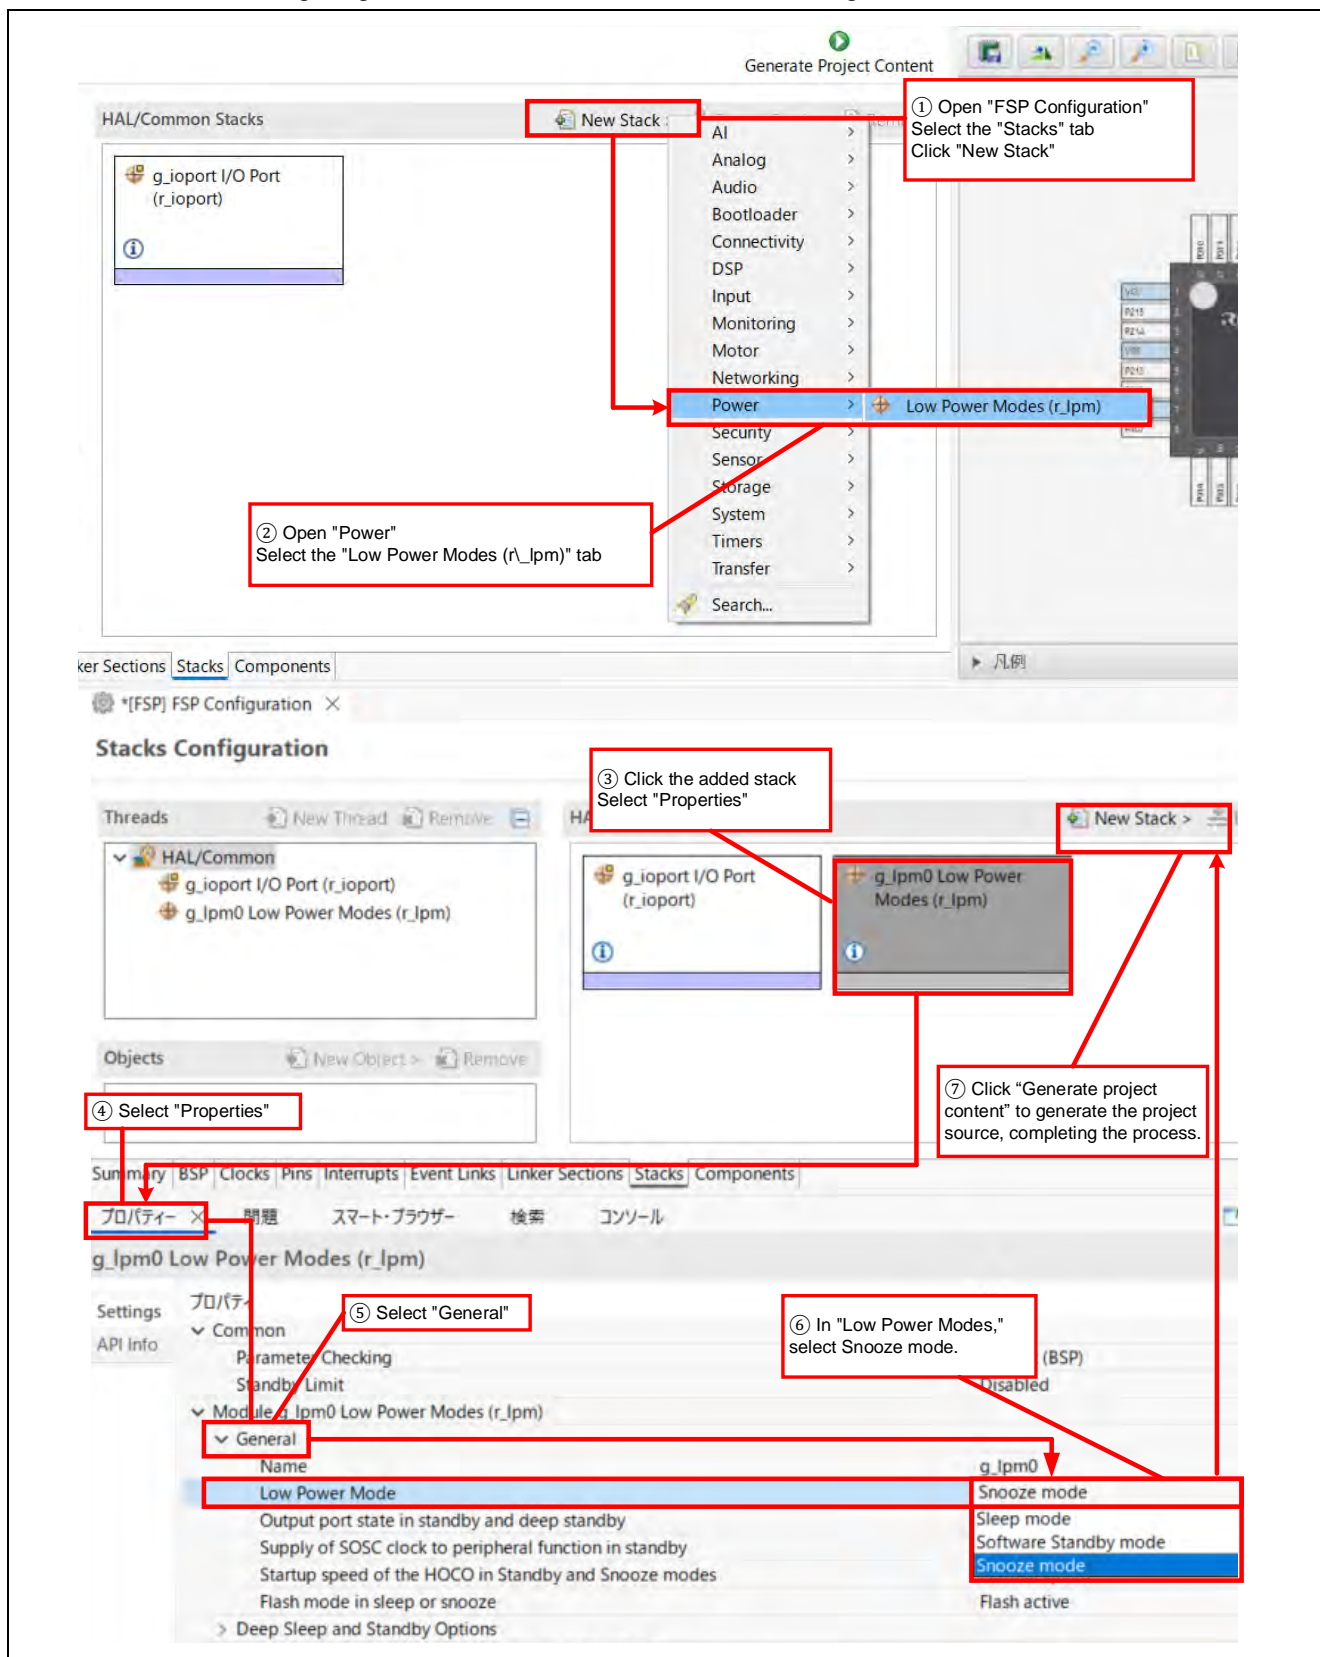 Generate Project Content
HAL/Common Stacks
New Stack
① Open "FSP Configuration"
Select the "Stacks" tab
Click "New Stack"
g_ioport I/O Port
(r_ioport)
AI
Analog
Audio
Bootloader
Connectivity
DSP
Input
Monitoring
Motor
Networking
Power
Low Power Modes (r_lpm)
Security
Sensor
Storage
System
Timers
Transfer
Search...
② Open "Power"
Select the "Low Power Modes (r\_lpm)" tab
ker Sections Stacks Components
凡例
*[FSP] FSP Configuration
Stacks Configuration
③ Click the added stack
Select "Properties"
Threads New Thread Remove
HA
New Stack >
HAL/Common
g_ioport I/O Port (r_ioport)
g_lpm0 Low Power Modes (r_lpm)
g_ioport I/O Port
(r_ioport)
g_lpm0 Low Power
Modes (r_lpm)
Objects New Object > Remove
④ Select "Properties"
⑦ Click “Generate project
content” to generate the project
source, completing the process.
Summary BSP Clocks Pins Interrupts Event Links Linker Sections Stacks Components
プロパティー 問題 スマート・ブラウザー 検索 コンソール
g_lpm0 Low Power Modes (r_lpm)
Settings
API Info
プロパティ
⑤ Select "General"
⑥ In "Low Power Modes,"
select Snooze mode.
Common
Parameter Checking (BSP)
Standby Limit Disabled
Module g_lpm0 Low Power Modes (r_lpm)
General
Name g_lpm0
Low Power Mode Snooze mode
Output port state in standby and deep standby
Supply of SOSC clock to peripheral function in standby
Startup speed of the HOCO in Standby and Snooze modes
Flash mode in sleep or snooze Flash active
Deep Sleep and Standby Options
Sleep mode
Software Standby mode
Snooze mode